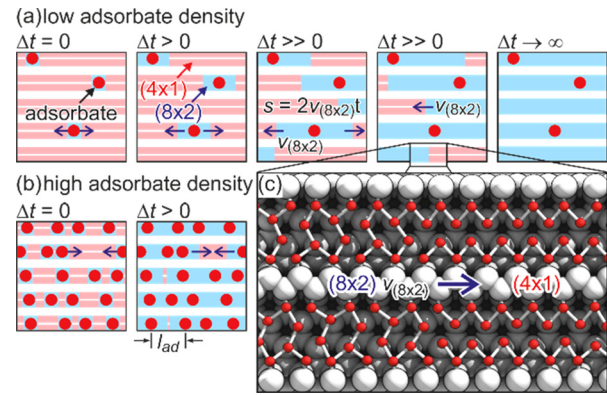 (a) low adsorbate density
Δt = 0
Δt > 0
Δt >> 0
Δt >> 0
Δt → ∞
(4x1)
adsorbate
(8x2)
s = 2v(8x2)t
v(8x2)
v(8x2)
(b) high adsorbate density
(c)
Δt = 0
Δt > 0
(8x2) v(8x2) (4x1)
lad